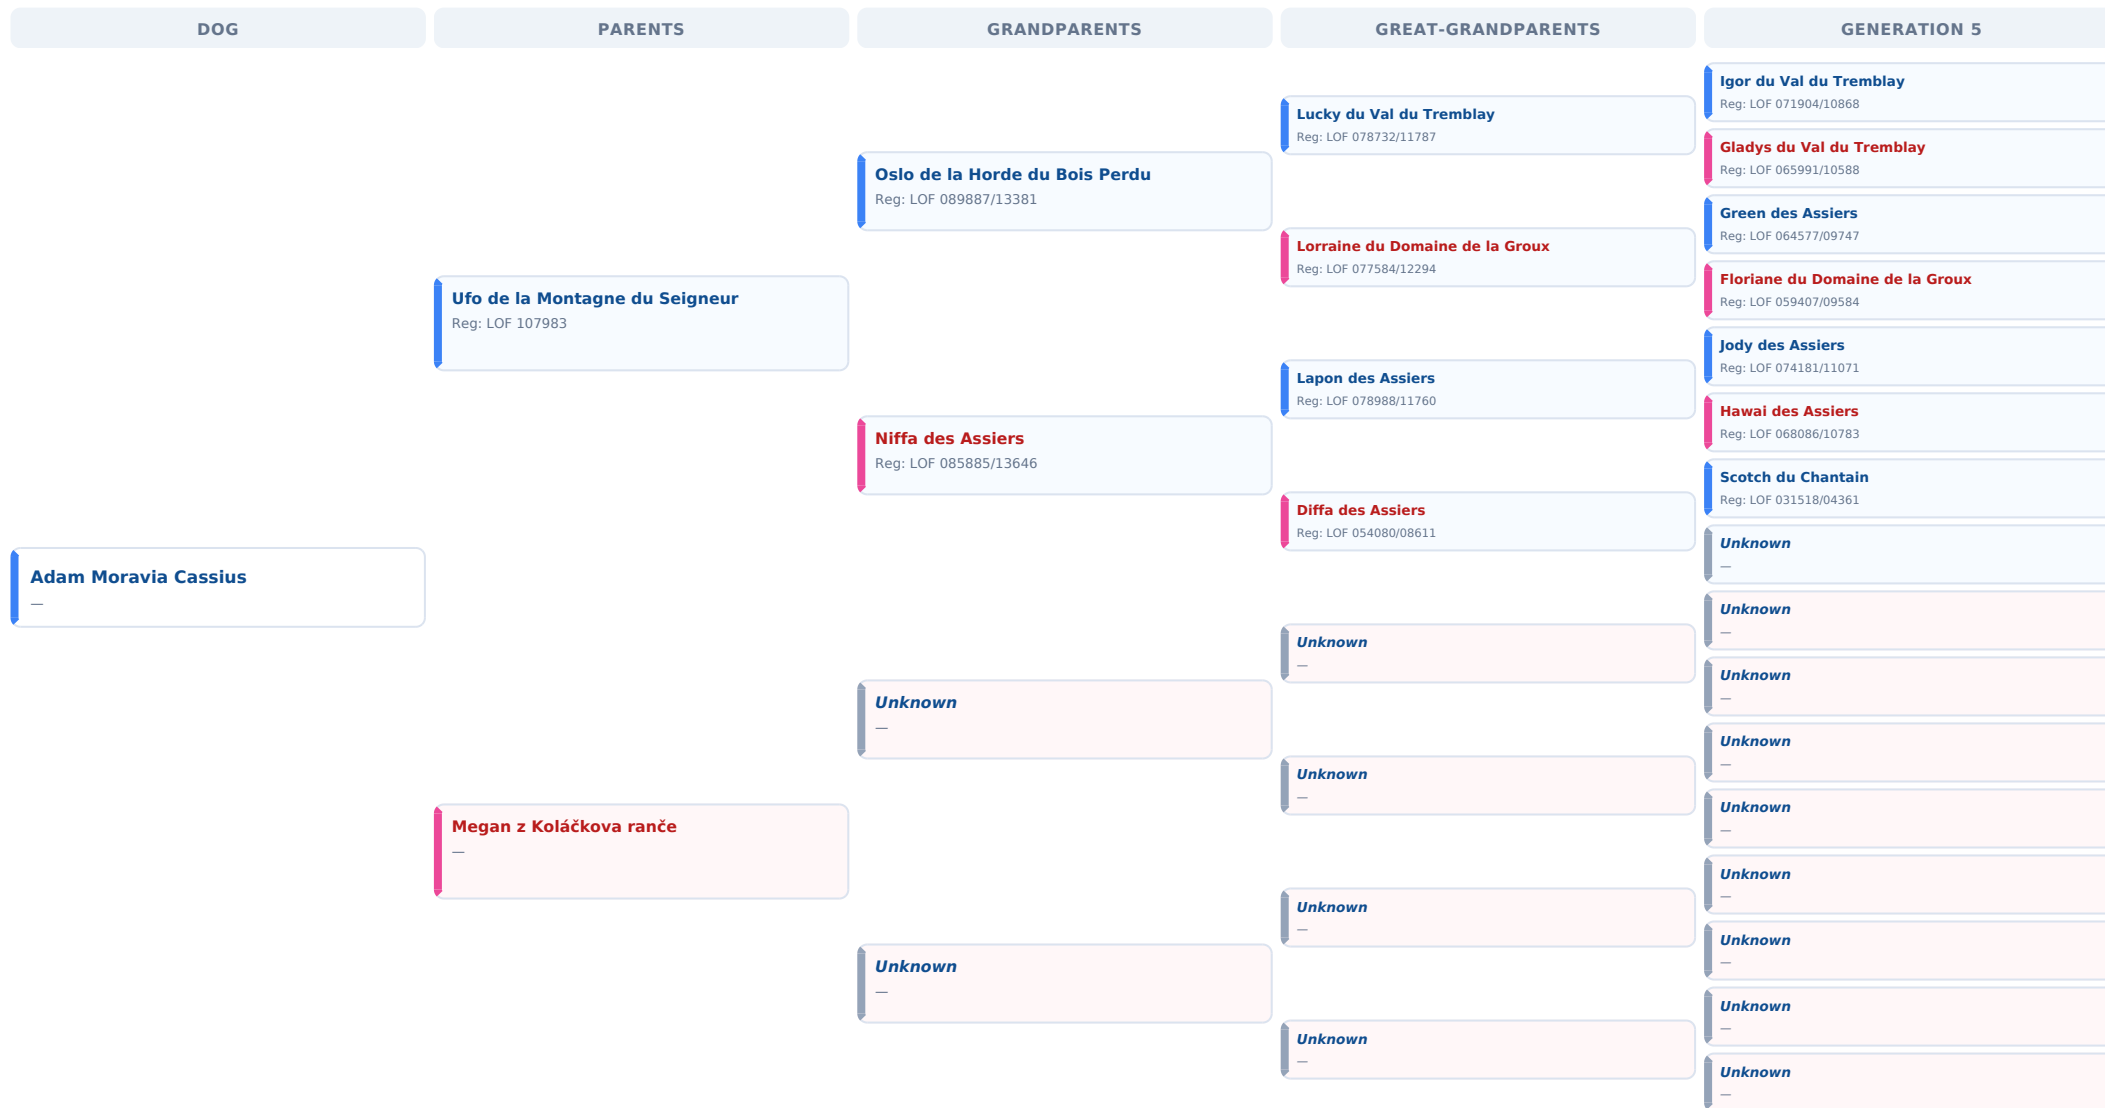 DOG
PARENTS
GRANDPARENTS
GREAT-GRANDPARENTS
GENERATION 5
Adam Moravia Cassius
—
Ufo de la Montagne du Seigneur
Reg: LOF 107983
Megan z Koláčkova ranče
—
Oslo de la Horde du Bois Perdu
Reg: LOF 089887/13381
Niffa des Assiers
Reg: LOF 085885/13646
Unknown
—
Unknown
—
Lucky du Val du Tremblay
Reg: LOF 078732/11787
Lorraine du Domaine de la Groux
Reg: LOF 077584/12294
Lapon des Assiers
Reg: LOF 078988/11760
Diffa des Assiers
Reg: LOF 054080/08611
Unknown
—
Unknown
—
Unknown
—
Unknown
—
Igor du Val du Tremblay
Reg: LOF 071904/10868
Gladys du Val du Tremblay
Reg: LOF 065991/10588
Green des Assiers
Reg: LOF 064577/09747
Floriane du Domaine de la Groux
Reg: LOF 059407/09584
Jody des Assiers
Reg: LOF 074181/11071
Hawai des Assiers
Reg: LOF 068086/10783
Scotch du Chantain
Reg: LOF 031518/04361
Unknown
—
Unknown
—
Unknown
—
Unknown
—
Unknown
—
Unknown
—
Unknown
—
Unknown
—
Unknown
—